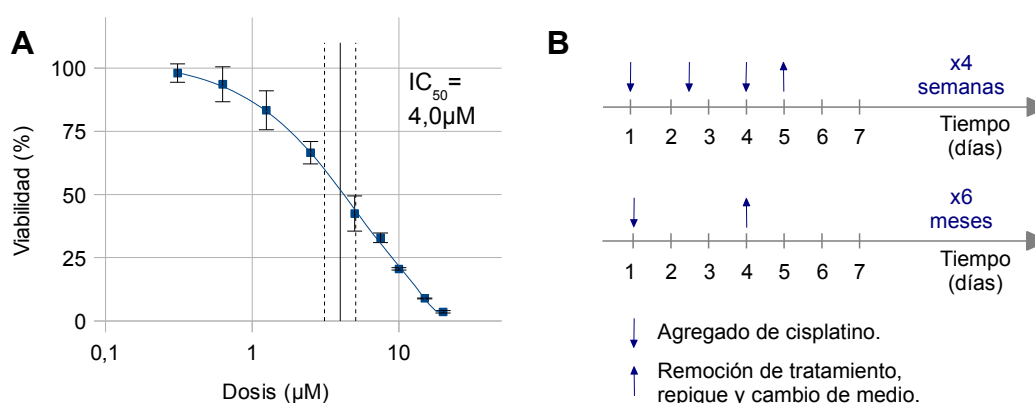 A
100
75
50
25
0
Viabilidad (%)
IC50=
4,0µM
0,1 1 10
Dosis (µM)
B
x4
semanas
1 2 3 4 5 6 7
Tiempo
(días)
x6
meses
1 2 3 4 5 6 7
Tiempo
(días)
Agregado de cisplatino.
Remoción de tratamiento,
repique y cambio de medio.